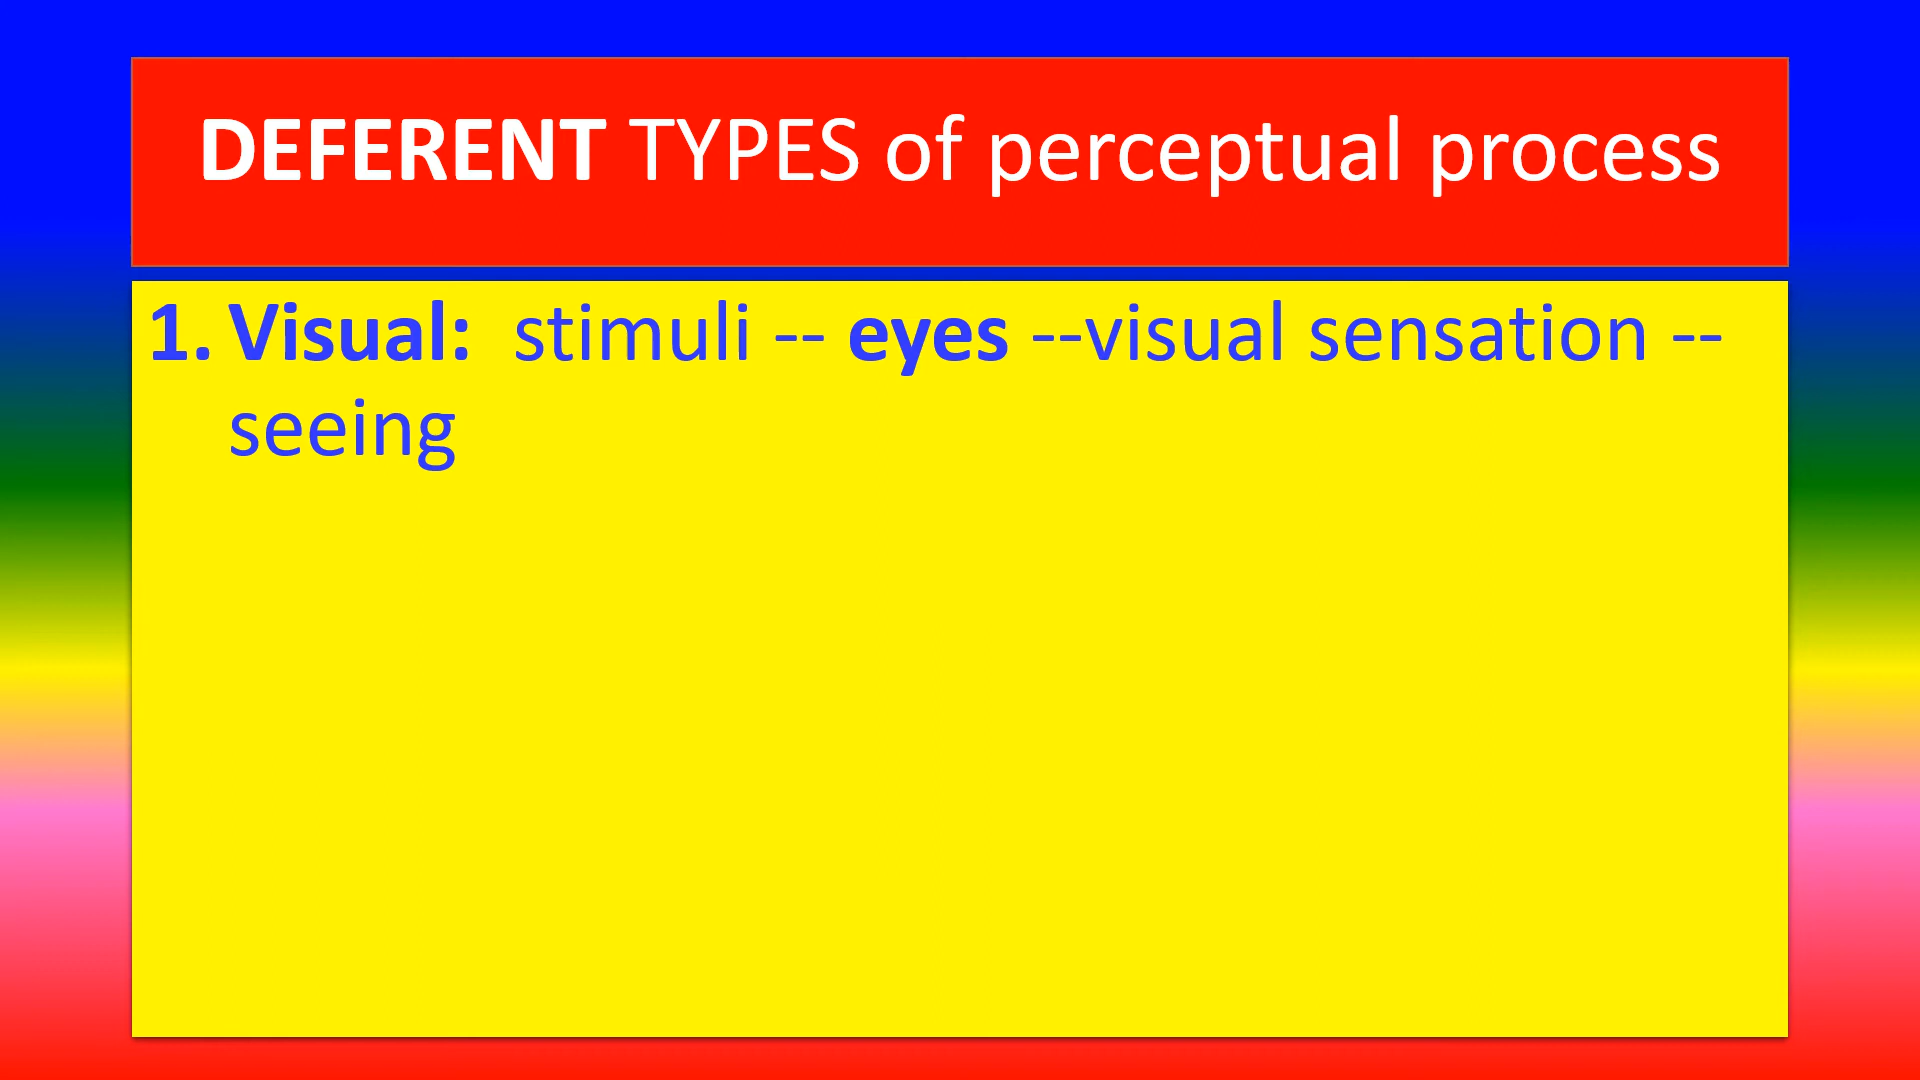 DEFERENT TYPES of perceptual process
1. Visual: stimuli -- eyes --visual sensation --
seeing